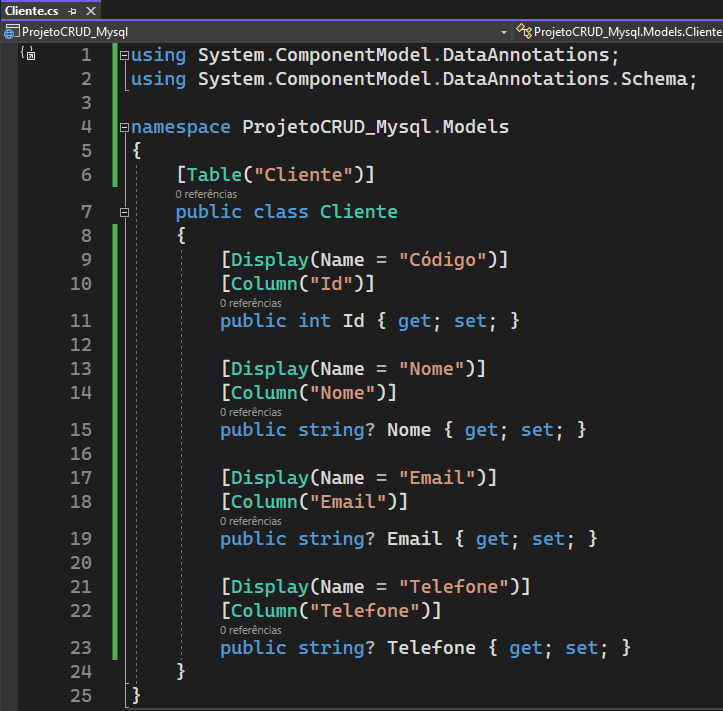 Cliente.cs
ProjetoCRUD_Mysql ProjetoCRUD_Mysql.Models.Cliente
1 using System.ComponentModel.DataAnnotations;
2 using System.ComponentModel.DataAnnotations.Schema;
3
4 namespace ProjetoCRUD_Mysql.Models
5 {
6 [Table("Cliente")]
0 referências
7 public class Cliente
8 {
9 [Display(Name = "Código")]
10 [Column("Id")]
0 referências
11 public int Id { get; set; }
12
13 [Display(Name = "Nome")]
14 [Column("Nome")]
0 referências
15 public string? Nome { get; set; }
16
17 [Display(Name = "Email")]
18 [Column("Email")]
0 referências
19 public string? Email { get; set; }
20
21 [Display(Name = "Telefone")]
22 [Column("Telefone")]
0 referências
23 public string? Telefone { get; set; }
24 }
25 }